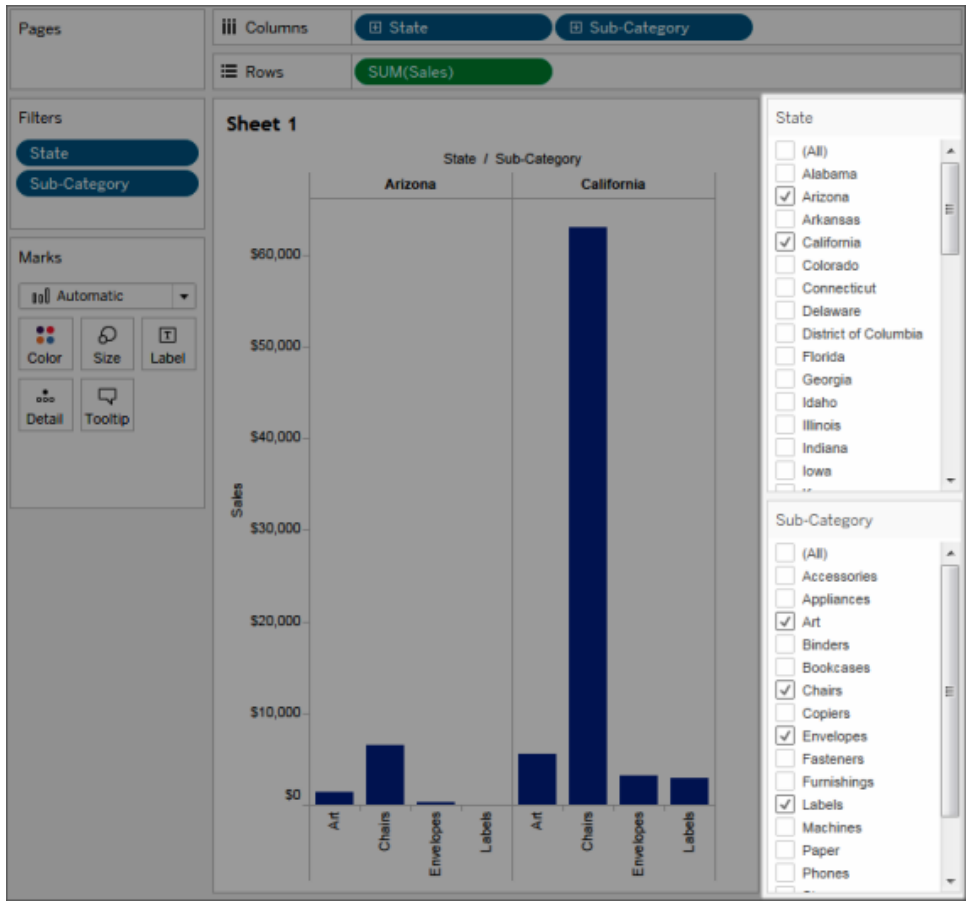 Pages
Columns
State
Sub-Category
Rows
SUM(Sales)
Filters
State
Sub-Category
Marks
Automatic
Color
Size
Label
Detail
Tooltip
Sheet 1
State / Sub-Category
Arizona
California
Sales
$60,000
$50,000
$40,000
$30,000
$20,000
$10,000
$0
Art
Chairs
Envelopes
Labels
Art
Chairs
Envelopes
Labels
State
(All)
Alabama
Arizona
Arkansas
California
Colorado
Connecticut
Delaware
District of Columbia
Florida
Georgia
Idaho
Illinois
Indiana
Iowa
Sub-Category
(All)
Accessories
Appliances
Art
Binders
Bookcases
Chairs
Copiers
Envelopes
Fasteners
Furnishings
Labels
Machines
Paper
Phones